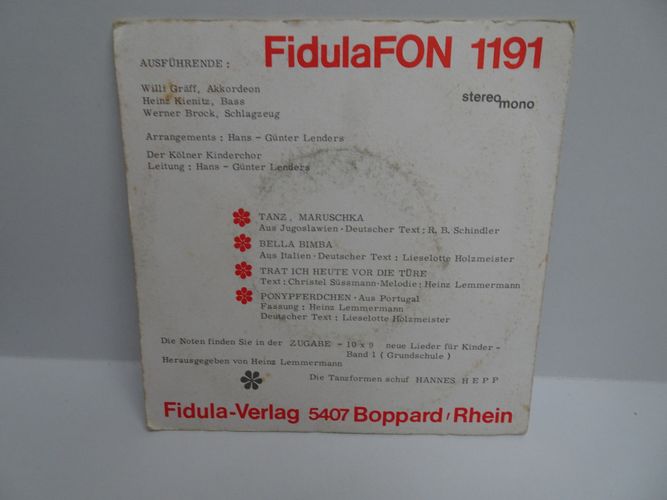 FidulaFON 1191
AUSFÜHRENDE :
stereo
mono
Willi Gräff, Akkordeon
Heinz Kienitz, Bass
Werner Brock, Schlagzeug
Arrangements : Hans - Günter Lenders
Der Kölner Kinderchor
Leitung : Hans - Günter Lenders
TANZ, MARUSCHKA
Aus Jugoslawien · Deutscher Text : R. B. Schindler
BELLA BIMBA
Aus Italien · Deutscher Text : Lieselotte Holzmeister
TRAT ICH HEUTE VOR DIE TÜRE
Text : Christel Süssmann · Melodie : Heinz Lemmermann
PONYPFERDCHEN · Aus Portugal
Fassung : Heinz Lemmermann
Deutscher Text : Lieselotte Holzmeister
Die Noten finden Sie in der ZUGABE - 10 x 9 neue Lieder für Kinder -
Band 1 ( Grundschule )
Herausgegeben von Heinz Lemmermann
Die Tanzformen schuf HANNES HEPP
Fidula-Verlag 5407 Boppard/Rhein